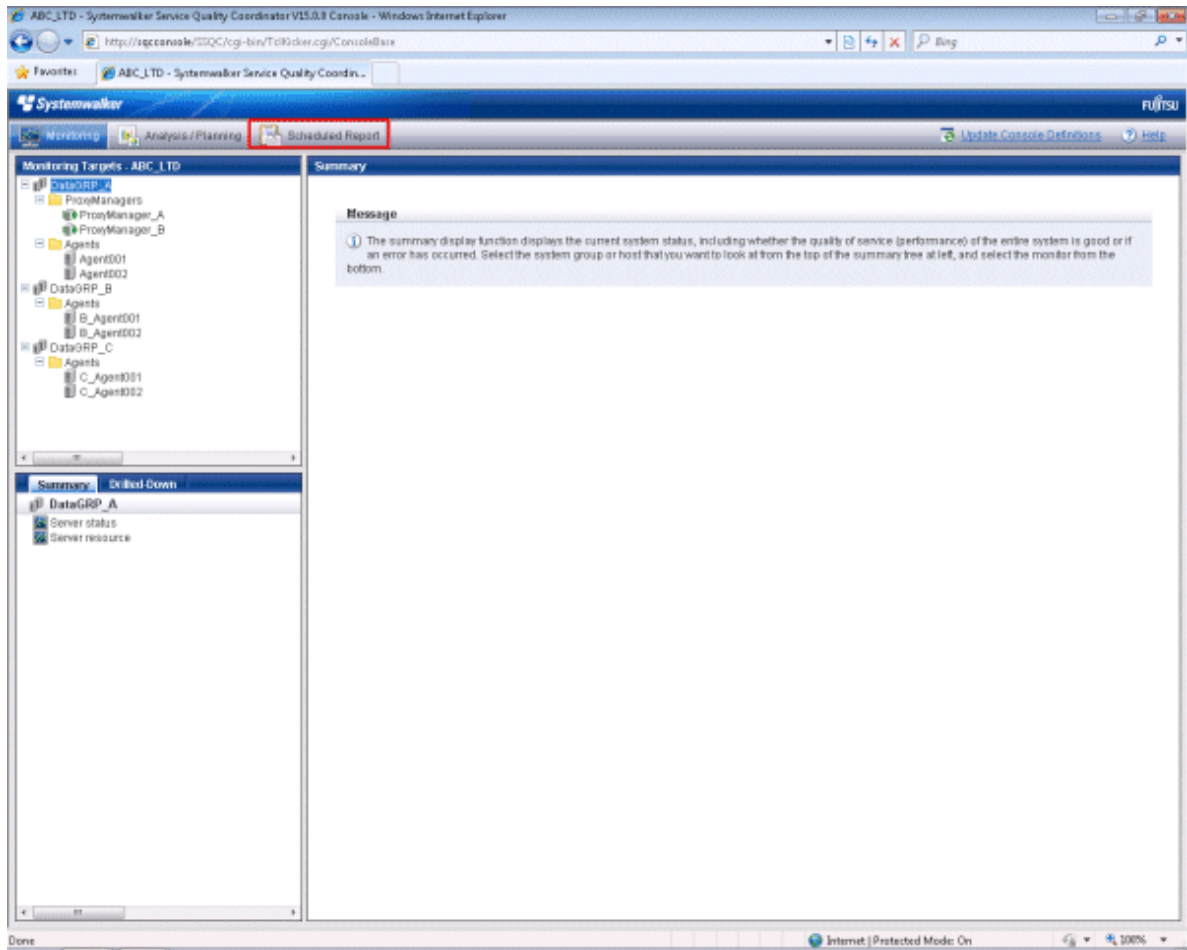 ABC_LTD - Systemwalker Service Quality Coordinator V15.0.0 Console - Windows Internet Explorer
http://sqcconsole/SSQC/cgi-bin/TclKicker.cgi/ConsoleBase
Bing
Favorites
ABC_LTD - Systemwalker Service Quality Coordin...
Systemwalker
FUJITSU
Monitoring
Analysis / Planning
Scheduled Report
Update Console Definitions
Help
Monitoring Targets - ABC_LTD
DataGRP_A
ProxyManagers
ProxyManager_A
ProxyManager_B
Agents
Agent001
Agent002
DataGRP_B
Agents
B_Agent001
B_Agent002
DataGRP_C
Agents
C_Agent001
C_Agent002
Summary Drilled-Down
DataGRP_A
Server status
Server resource
Summary
Message
The summary display function displays the current system status, including whether the quality of service (performance) of the entire system is good or if
an error has occurred. Select the system group or host that you want to look at from the top of the summary tree at left, and select the monitor from the
bottom.
Done
Internet | Protected Mode: On
100%